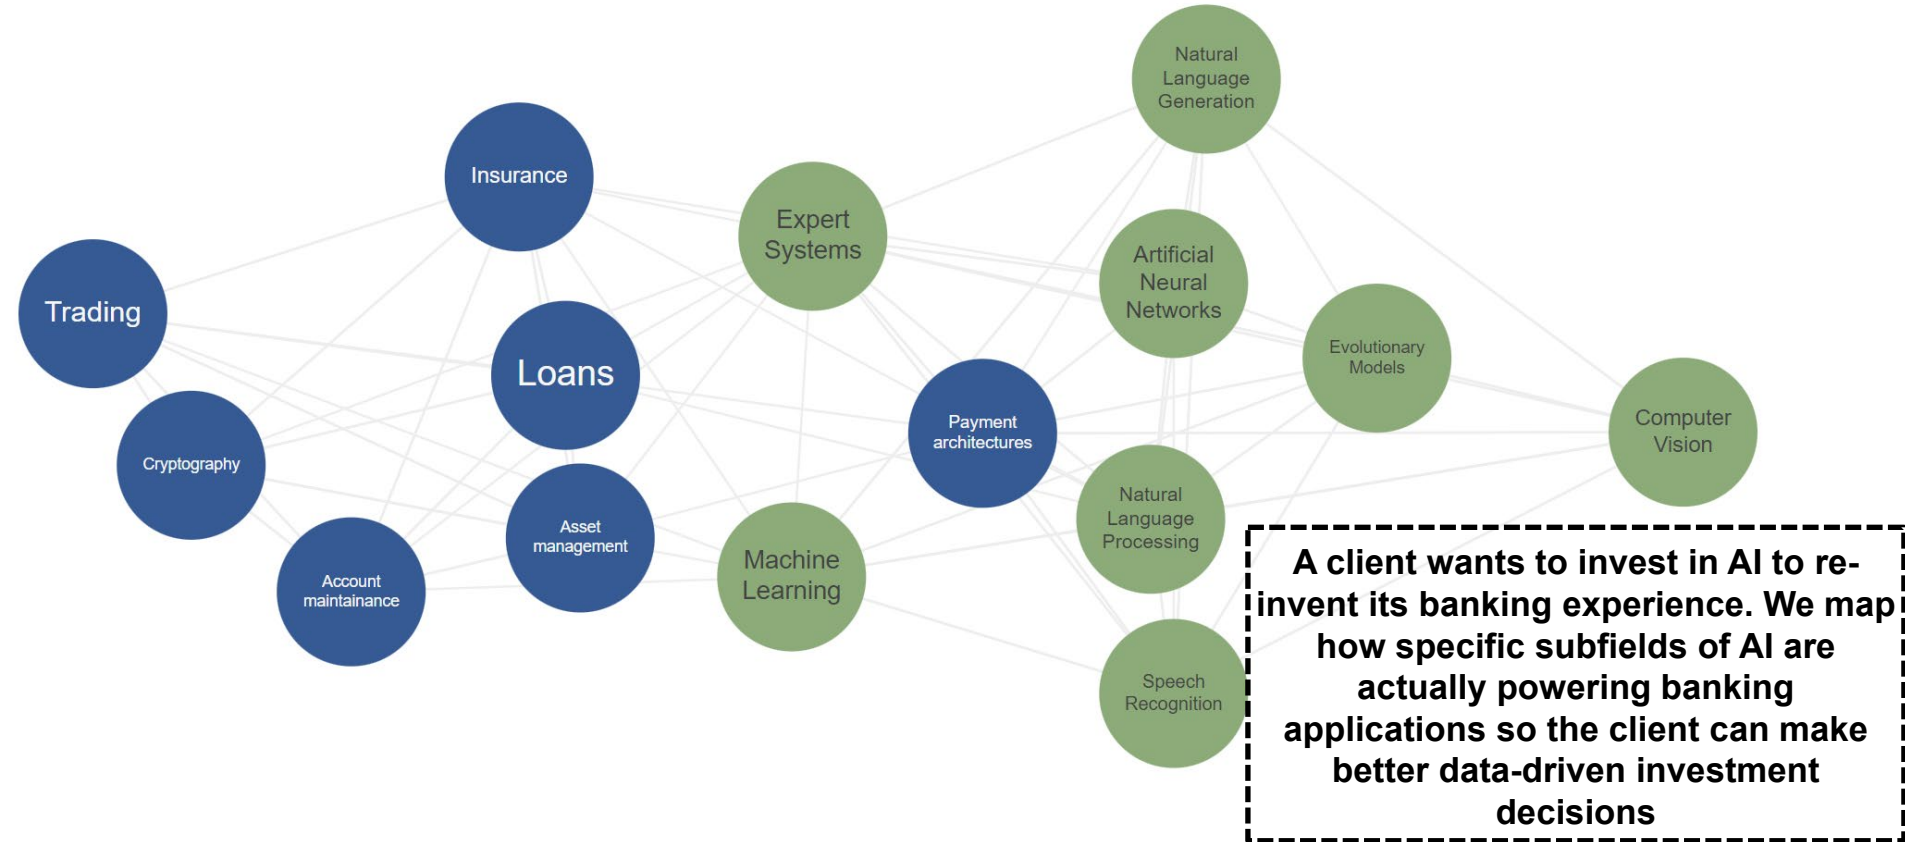 Natural
Language
Generation
Insurance
Expert
Systems
Artificial
Neural
Networks
Trading
Evolutionary
Models
Loans
Payment
architectures
Computer
Vision
Cryptography
Natural
Language
Processing
Asset
management
Machine
Learning
Account
maintainance
Speech
Recognition
A client wants to invest in AI to re-
invent its banking experience. We map
how specific subfields of AI are
actually powering banking
applications so the client can make
better data-driven investment
decisions